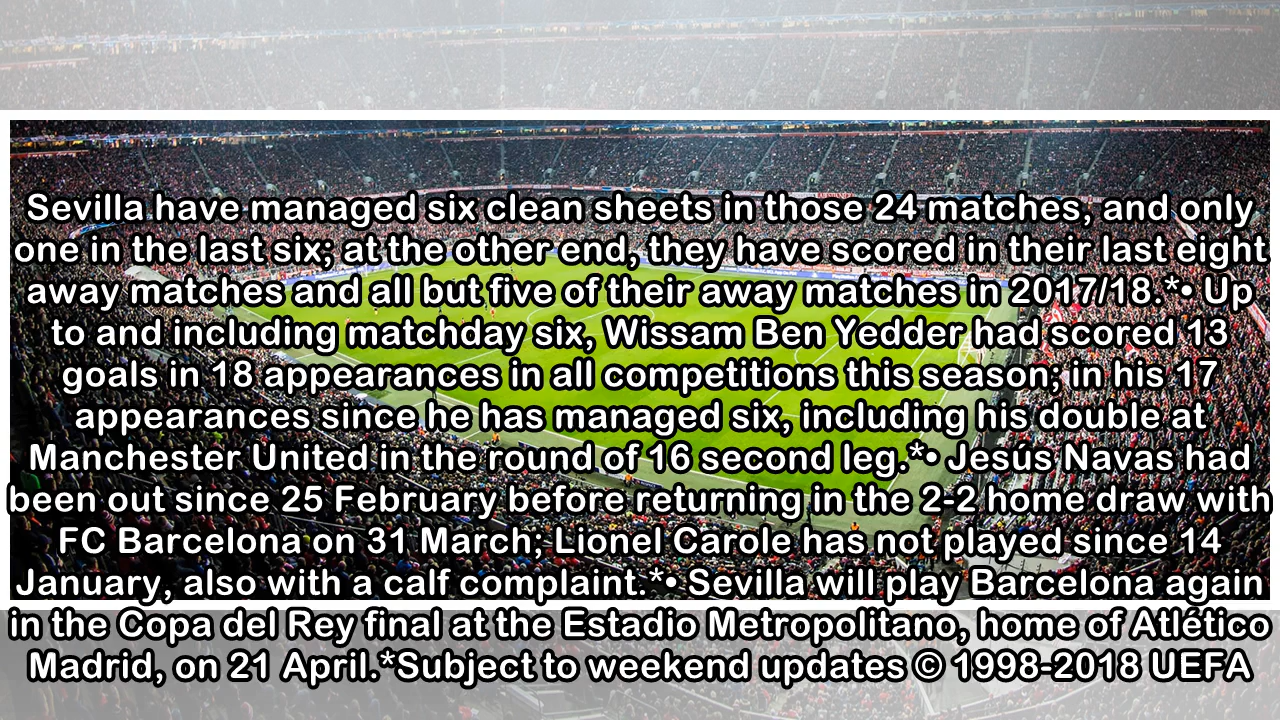 Sevilla have managed six clean sheets in those 24 matches, and only
one in the last six; at the other end, they have scored in their last eight
away matches and all but five of their away matches in 2017/18.*• Up
to and including matchday six, Wissam Ben Yedder had scored 13
goals in 18 appearances in all competitions this season; in his 17
appearances since he has managed six, including his double at
Manchester United in the round of 16 second leg.*• Jesús Navas had
been out since 25 February before returning in the 2-2 home draw with
FC Barcelona on 31 March; Lionel Carole has not played since 14
January, also with a calf complaint.*• Sevilla will play Barcelona again
in the Copa del Rey final at the Estadio Metropolitano, home of Atlético
Madrid, on 21 April.*Subject to weekend updates © 1998-2018 UEFA